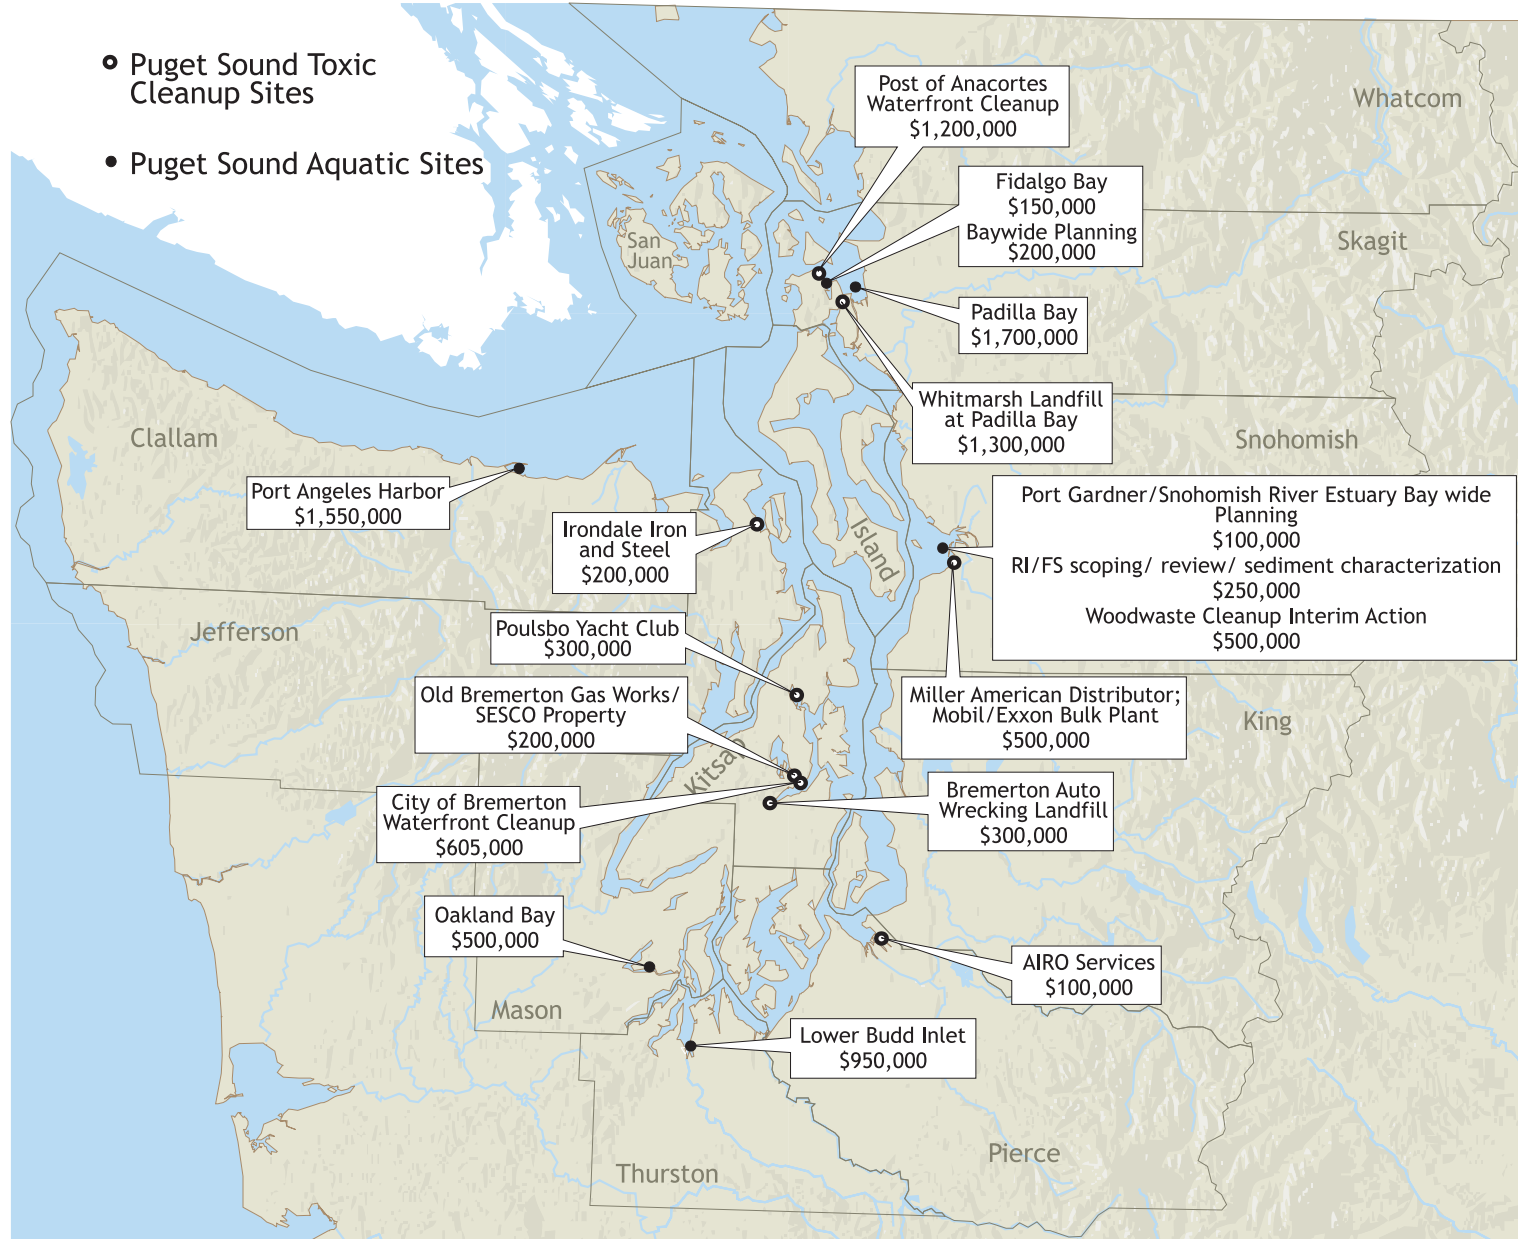 Puget Sound Toxic
Cleanup Sites
Puget Sound Aquatic Sites
Post of Anacortes
Waterfront Cleanup
$1,200,000
Whatcom
Fidalgo Bay
$150,000
Baywide Planning
$200,000
San
Juan
Skagit
Padilla Bay
$1,700,000
Whitmarsh Landfill
at Padilla Bay
$1,300,000
Clallam
Snohomish
Port Angeles Harbor
$1,550,000
Irondale Iron
and Steel
$200,000
Island
Port Gardner/Snohomish River Estuary Bay wide
Planning
$100,000
RI/FS scoping/ review/ sediment characterization
$250,000
Woodwaste Cleanup Interim Action
$500,000
Jefferson
Poulsbo Yacht Club
$300,000
Old Bremerton Gas Works/
SESCO Property
$200,000
Miller American Distributor;
Mobil/Exxon Bulk Plant
$500,000
King
Kitsap
City of Bremerton
Waterfront Cleanup
$605,000
Bremerton Auto
Wrecking Landfill
$300,000
Oakland Bay
$500,000
AIRO Services
$100,000
Mason
Lower Budd Inlet
$950,000
Pierce
Thurston